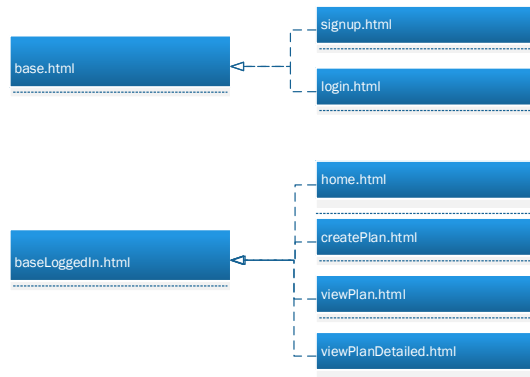 signup.html
base.html
login.html
home.html
createPlan.html
baseLoggedIn.html
viewPlan.html
viewPlanDetailed.html